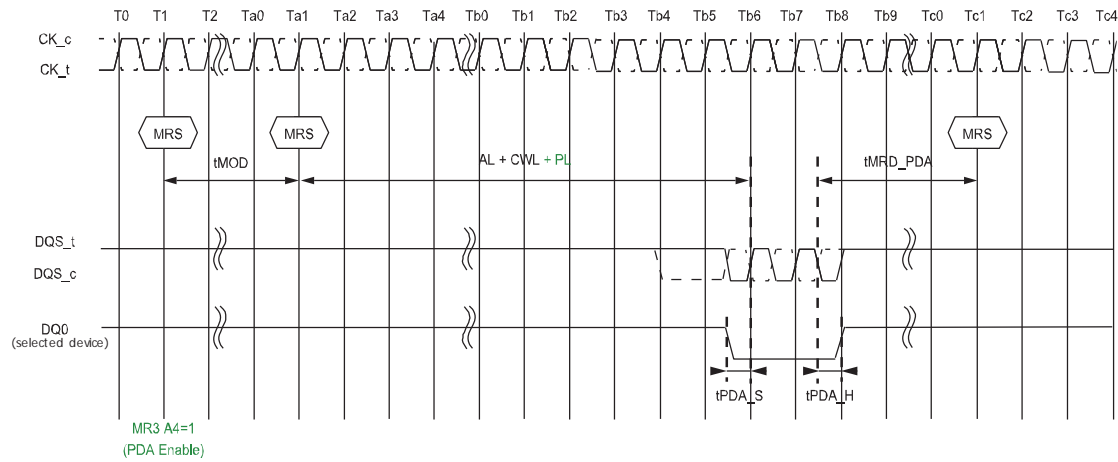 T0 T1 T2 Ta0 Ta1 Ta2 Ta3 Ta4 Tb0 Tb1 Tb2 Tb3 Tb4 Tb5 Tb6 Tb7 Tb8 Tb9 Tc0 Tc1 Tc2 Tc3 Tc4
CK_c
CK_t
MRS MRS MRS
tMOD AL + CWL + PL tMRD_PDA
DQS_t
DQS_c
DQ0
(selected device)
tPDA_S tPDA_H
MR3 A4=1
(PDA Enable)